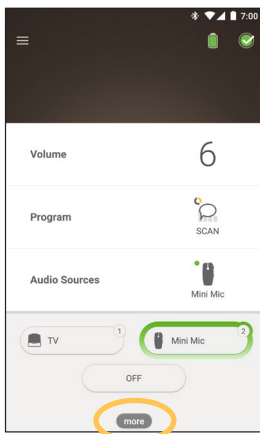 7:00
Volume 6
Program
SCAN
Audio Sources
Mini Mic
TV 1 Mini Mic 2
OFF
more